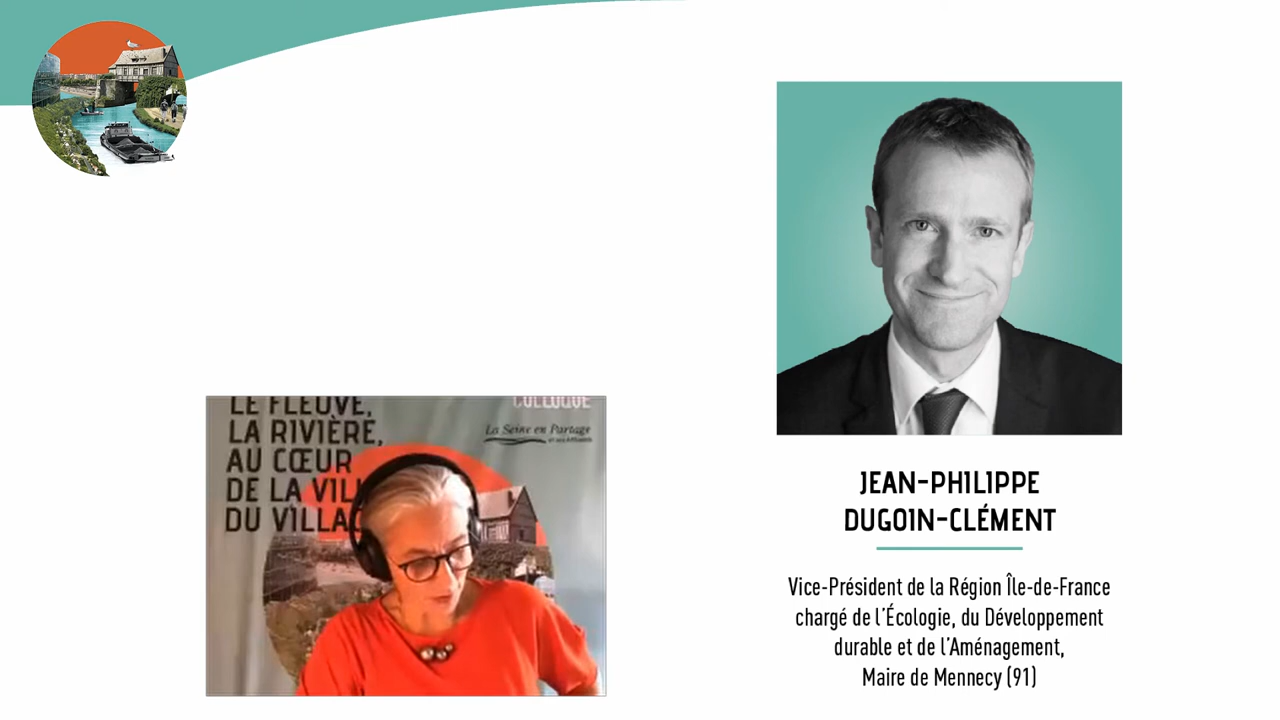 LE FLEUVE,
LA RIVIÈRE,
AU CŒUR
DE LA VILL
DU VILLAG
COLLOQUE
La Seine en Partage
JEAN-PHILIPPE
DUGOIN-CLÉMENT
Vice-Président de la Région Île-de-France
chargé de l'Écologie, du Développement
durable et de l'Aménagement,
Maire de Mennecy (91)